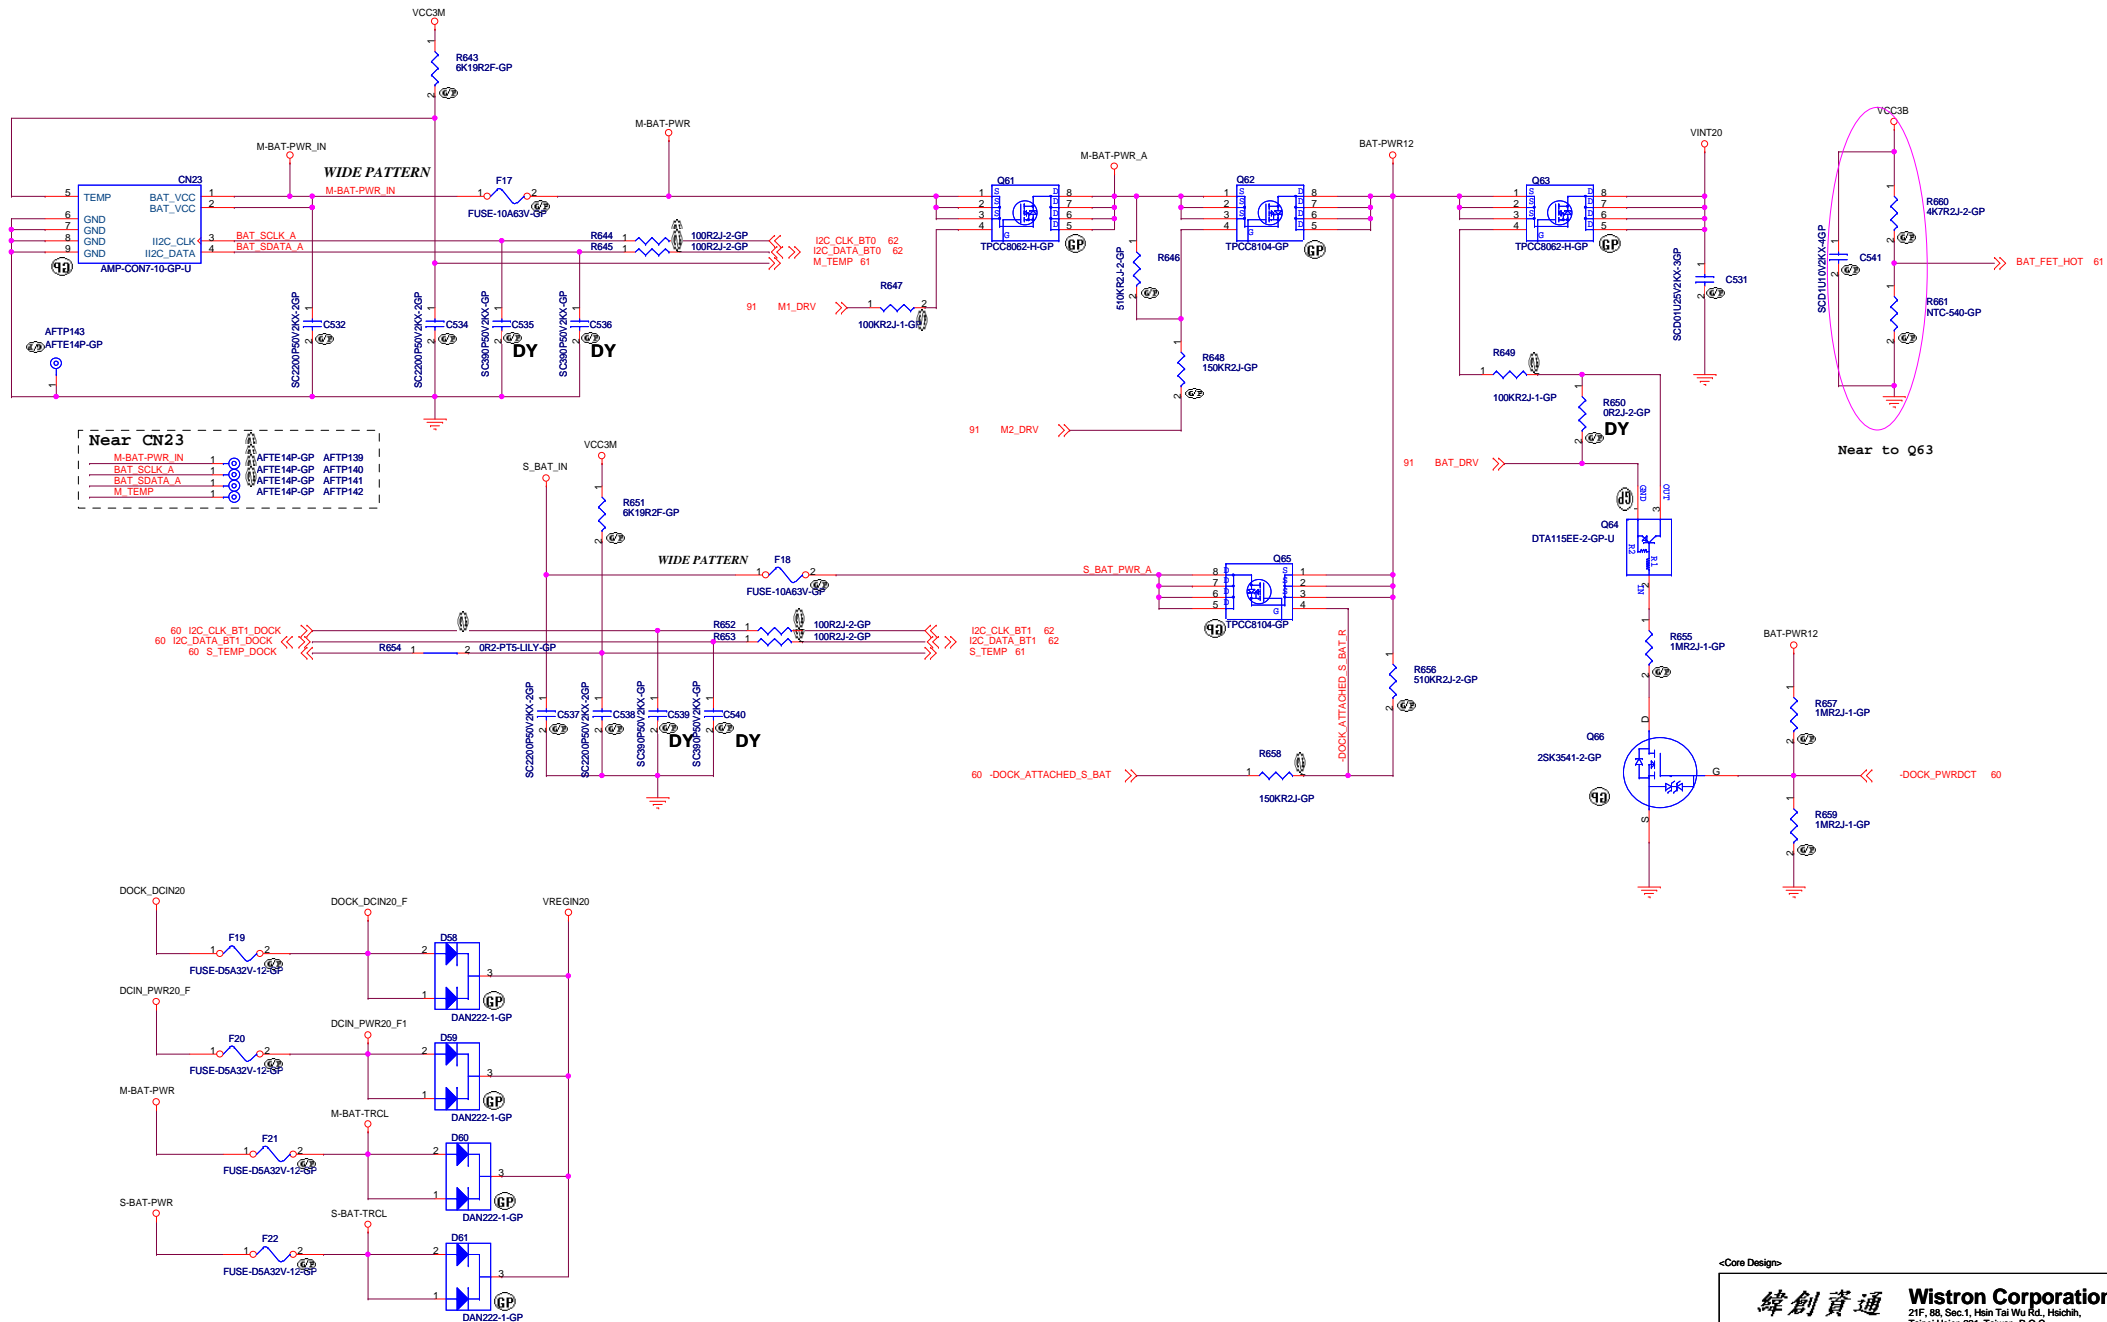 VCC3M
R643
6K19R2F-GP
M-BAT-PWR_IN
WIDE PATTERN
M-BAT-PWR
CN23
TEMP
GND
GND
GND
GND
BAT_VCC
BAT_VCC
II2C_CLK
II2C_DATA
AMP-CON7-10-GP-U
M-BAT-PWR_IN
F17
FUSE-10A63V-GP
BAT_SCLK_A
BAT_SDATA_A
R644
R645
100R2J-2-GP
100R2J-2-GP
I2C_CLK_BT0 62
I2C_DATA_BT0 62
M_TEMP 61
AFTP143
AFTE14P-GP
C532
SC2200P50V2KX-2GP
C534
SC2200P50V2KX-2GP
C535
SC390P50V2KX-GP
DY
C536
SC390P50V2KX-GP
DY
Near CN23
M-BAT-PWR_IN
AFTE14P-GP AFTP139
BAT_SCLK_A
AFTE14P-GP AFTP140
BAT_SDATA_A
AFTE14P-GP AFTP141
M_TEMP
AFTE14P-GP AFTP142
Q61
TPCC8062-H-GP
M-BAT-PWR_A
R647
100KR2J-1-GP
91 M1_DRV
R646
510KR2J-2-GP
Q62
TPCC8104-GP
R648
150KR2J-GP
91 M2_DRV
BAT-PWR12
Q63
TPCC8062-H-GP
VINT20
C531
SCD01U25V2KX-3GP
R649
100KR2J-1-GP
R650
0R2J-2-GP
DY
91 BAT_DRV
VCC3B
R660
4K7R2J-2-GP
C541
SCD1U10V2KX-4GP
R661
NTC-540-GP
BAT_FET_HOT 61
Near to Q63
GND
OUT
Q64
DTA115EE-2-GP-U
R2
R1
IN
R655
1MR2J-1-GP
Q66
2SK3541-2-GP
D
G
S
BAT-PWR12
R657
1MR2J-1-GP
-DOCK_PWRDCT 60
R659
1MR2J-1-GP
S_BAT_IN
VCC3M
R651
6K19R2F-GP
WIDE PATTERN
F18
FUSE-10A63V-GP
S_BAT_PWR_A
Q65
TPCC8104-GP
60 I2C_CLK_BT1_DOCK
60 I2C_DATA_BT1_DOCK
60 S_TEMP_DOCK
R654
0R2-PT5-LILY-GP
R652
R653
100R2J-2-GP
100R2J-2-GP
I2C_CLK_BT1 62
I2C_DATA_BT1 62
S_TEMP 61
C537
SC2200P50V2KX-2GP
C538
SC2200P50V2KX-2GP
C539
SC390P50V2KX-GP
DY
C540
SC390P50V2KX-GP
DY
-DOCK_ATTACHED_S_BAT_R
R656
510KR2J-2-GP
60 -DOCK_ATTACHED_S_BAT
R658
150KR2J-GP
DOCK_DCIN20
DOCK_DCIN20_F
VREGIN20
F19
FUSE-D5A32V-12-GP
D58
DAN222-1-GP
DCIN_PWR20_F
DCIN_PWR20_F1
F20
FUSE-D5A32V-12-GP
D59
DAN222-1-GP
M-BAT-PWR
M-BAT-TRCL
F21
FUSE-D5A32V-12-GP
D60
DAN222-1-GP
S-BAT-PWR
S-BAT-TRCL
F22
FUSE-D5A32V-12-GP
D61
DAN222-1-GP
<Core Design>
緯創資通
Wistron Corporation
21F, 88, Sec.1, Hsin Tai Wu Rd., Hsichih,